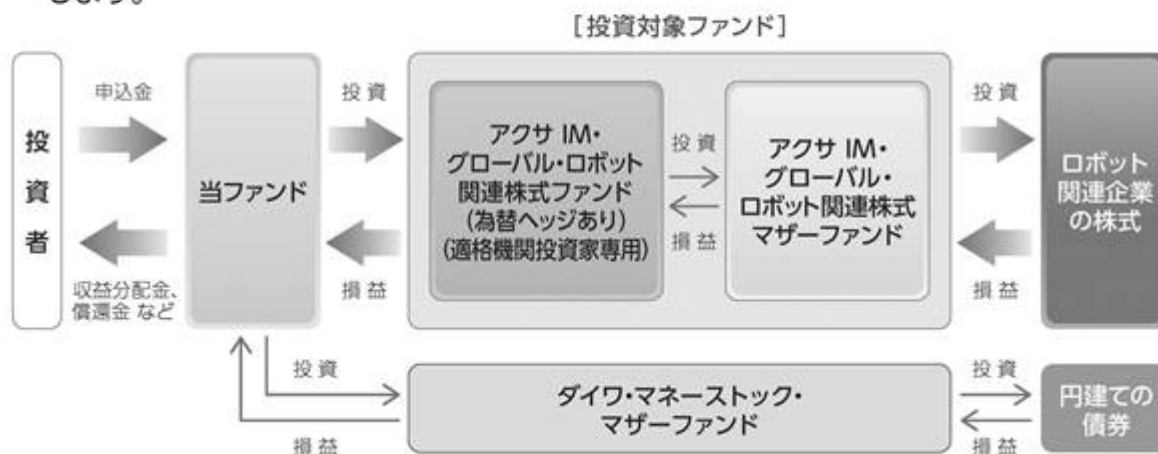 します。
[投資対象ファンド]
投資者
申込金
収益分配金、
償還金 など
当ファンド
投資
損益
アクサ IM・
グローバル・ロボット
関連株式ファンド
(為替ヘッジあり)
(適格機関投資家専用)
投資
損益
アクサ IM・
グローバル・
ロボット関連株式
マザーファンド
投資
損益
ロボット
関連企業
の株式
投資
損益
ダイワ・マネーストック・
マザーファンド
投資
損益
円建ての
債券